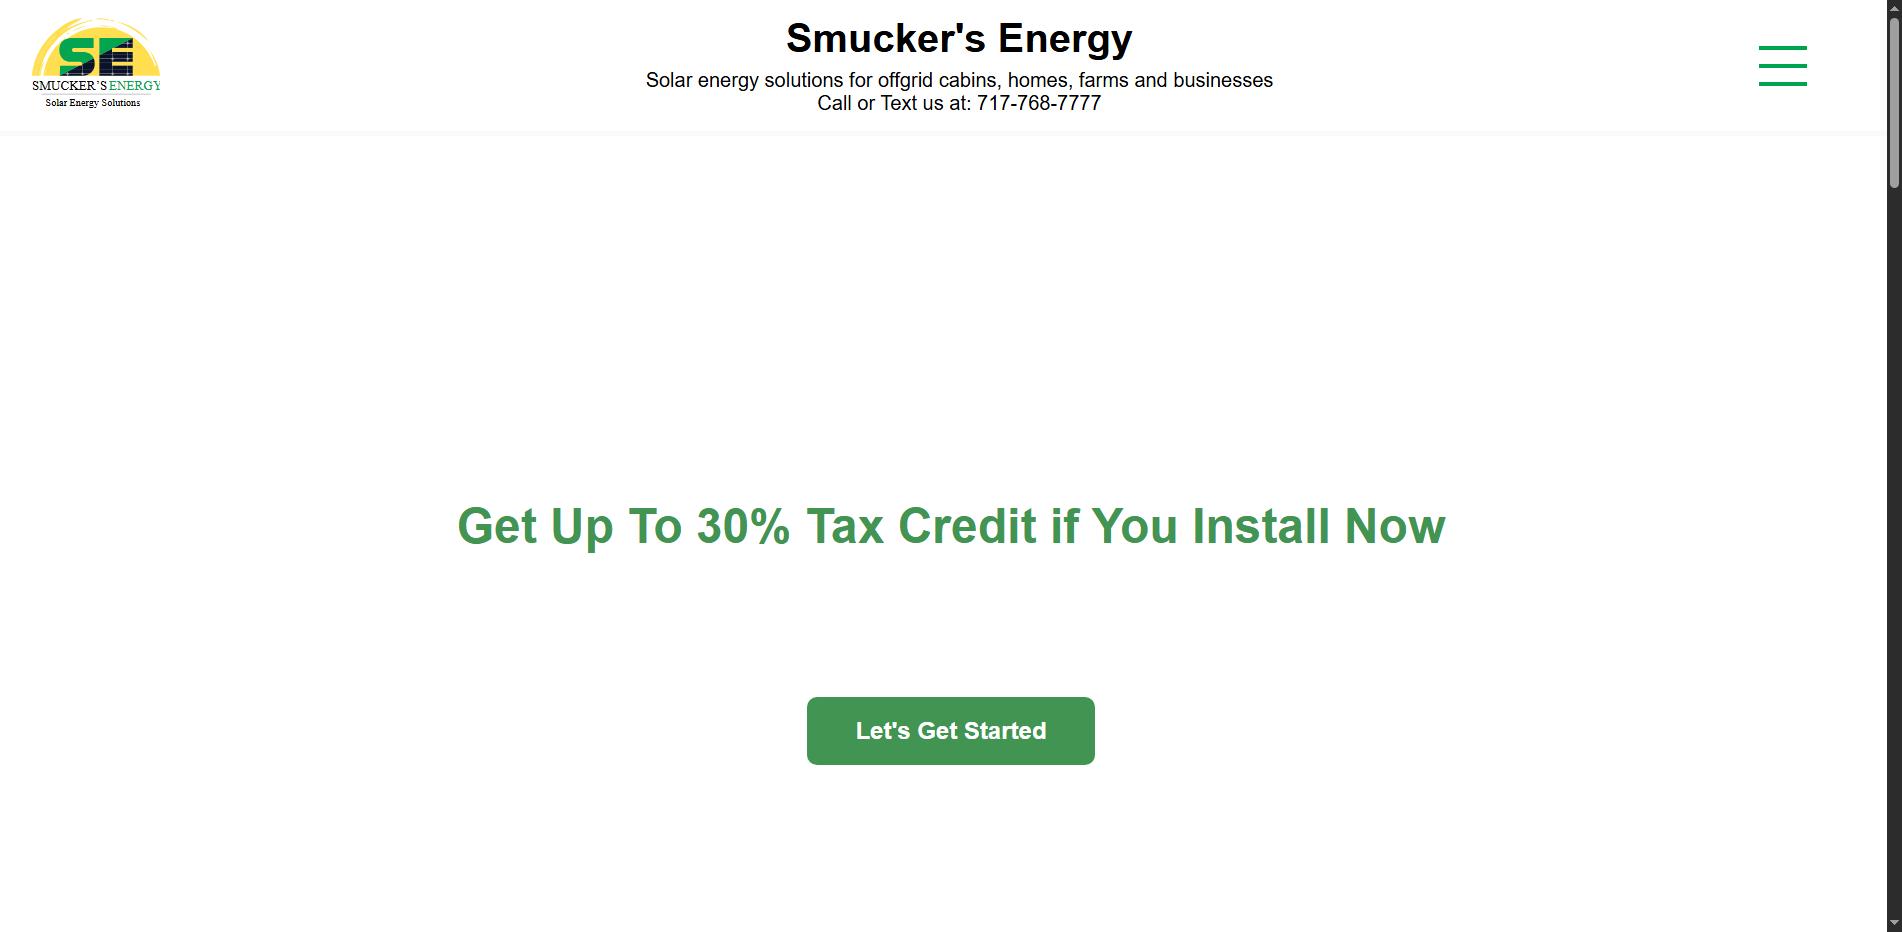 SE
SMUCKER'S ENERGY
Solar Energy Solutions
Smucker's Energy
Solar energy solutions for offgrid cabins, homes, farms and businesses
Call or Text us at: 717-768-7777
Get Up To 30% Tax Credit if You Install Now
Let's Get Started